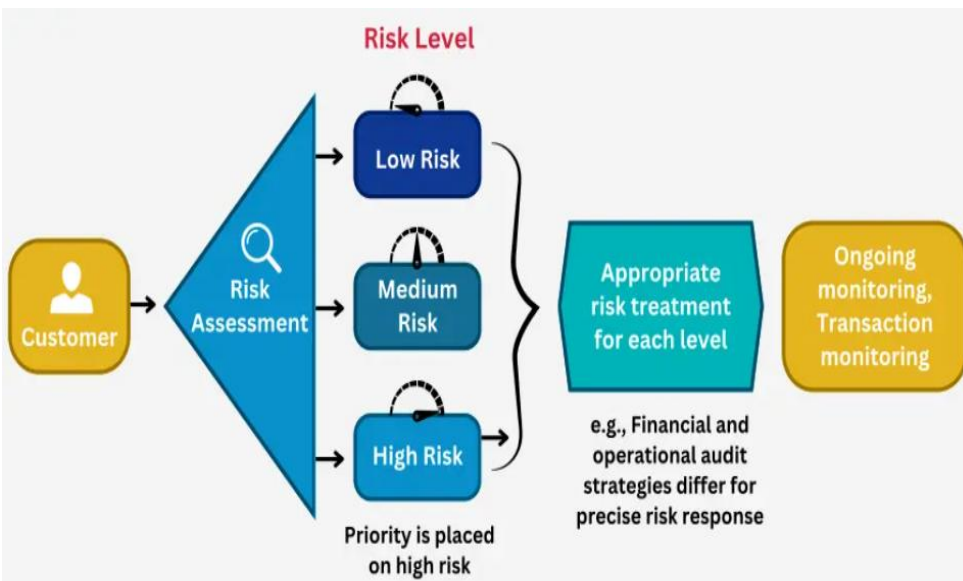 Risk Level
Customer
Risk
Assessment
Low Risk
Medium
Risk
High Risk
Priority is placed
on high risk
Appropriate
risk treatment
for each level
e.g., Financial and
operational audit
strategies differ for
precise risk response
Ongoing
monitoring,
Transaction
monitoring